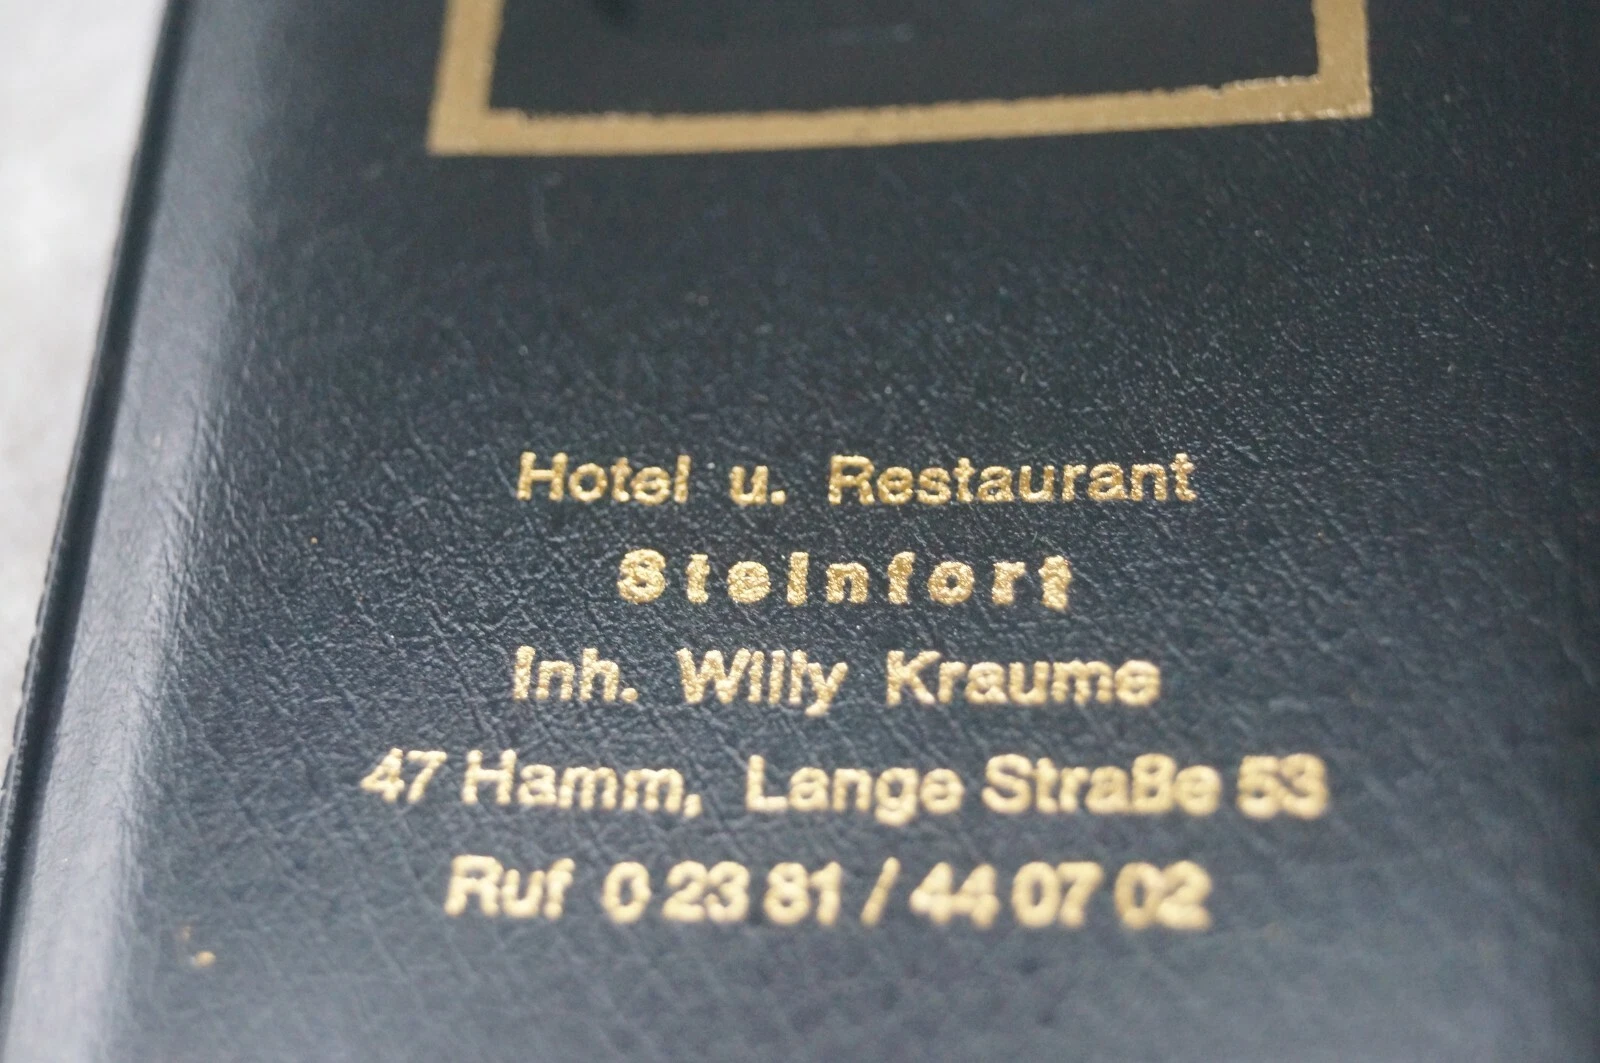 Hotel u. Restaurant
Steinfort
Inh. Willy Kraume
47 Hamm, Lange Straße 53
Ruf 0 23 81 / 44 07 02